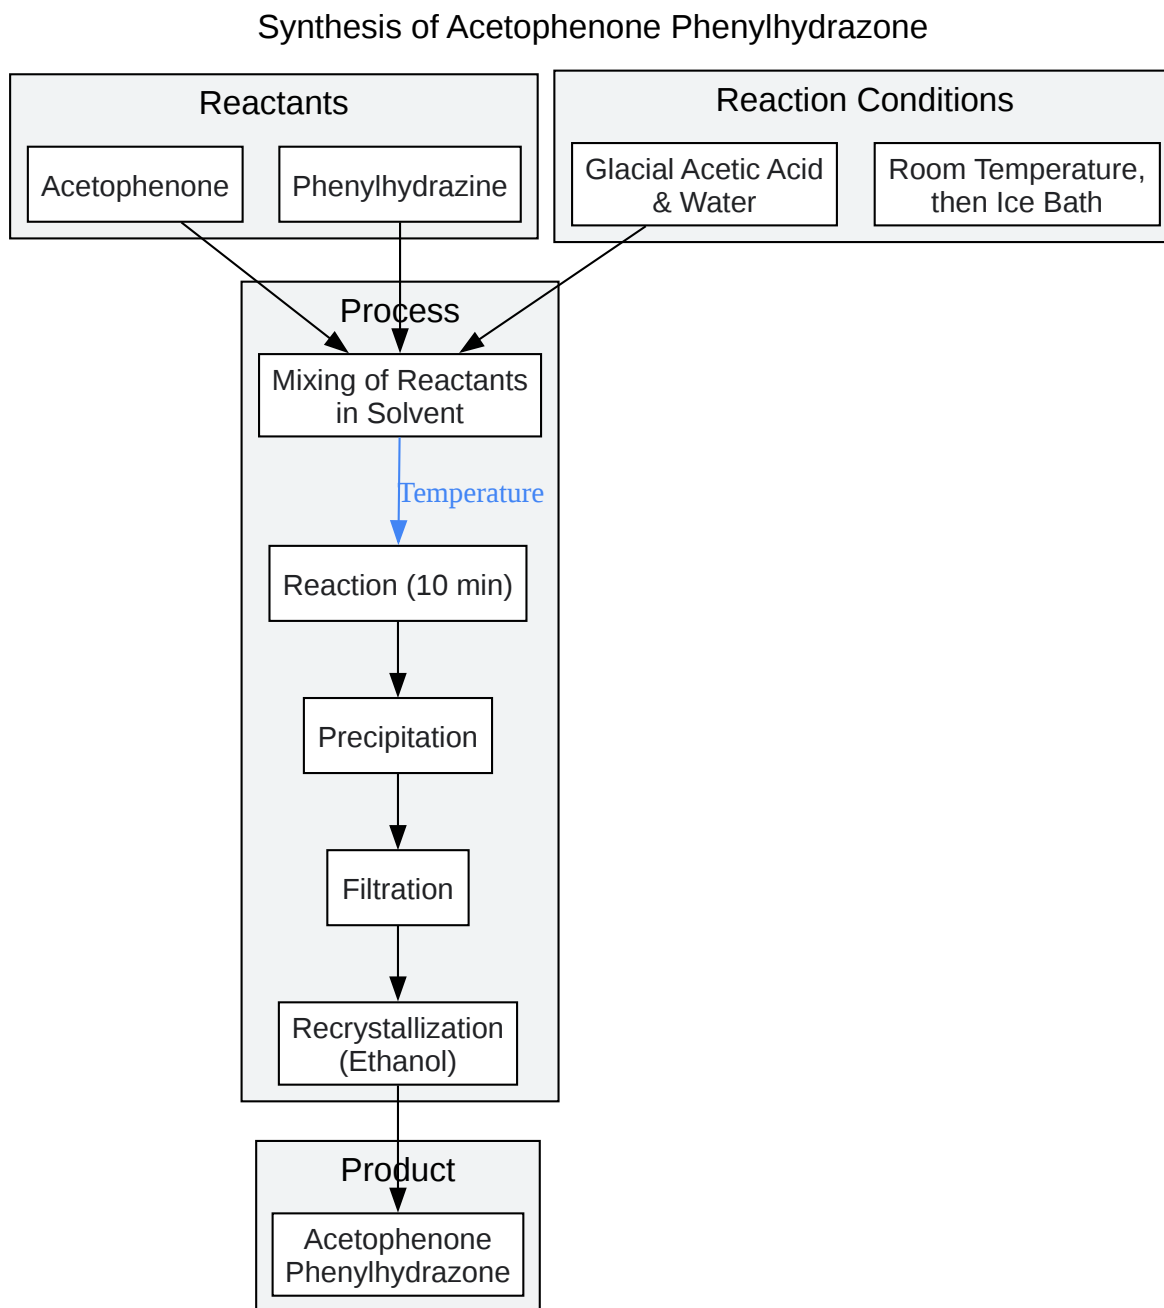 Synthesis of Acetophenone Phenylhydrazone
Reactants
Acetophenone
Phenylhydrazine
Reaction Conditions
Glacial Acetic Acid
& Water
Room Temperature,
then Ice Bath
Process
Mixing of Reactants
in Solvent
Temperature
Reaction (10 min)
Precipitation
Filtration
Recrystallization
(Ethanol)
Product
Acetophenone
Phenylhydrazone